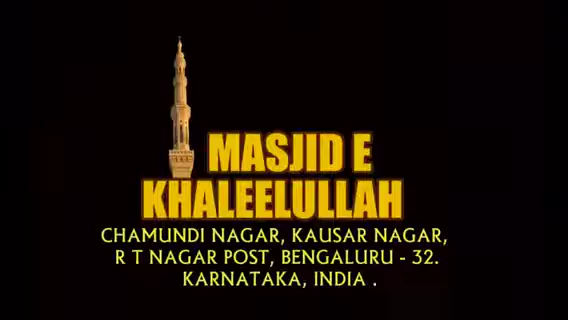 MASJID E
KHALEELULLAH
CHAMUNDI NAGAR, KAUSAR NAGAR,
R T NAGAR POST, BENGALURU - 32.
KARNATAKA, INDIA .